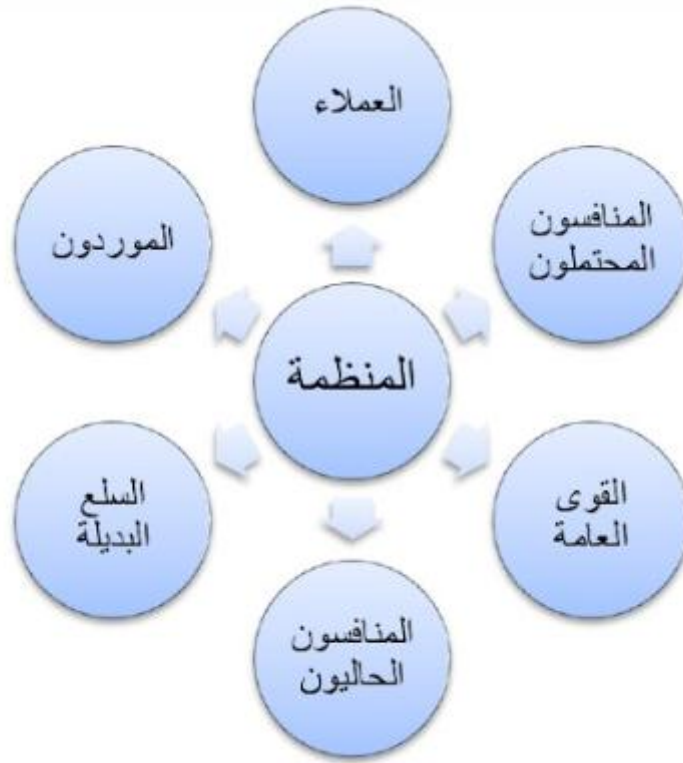 العملاء
المنافسون
المحتملون
الموردون
المنظمة
القوى
العامة
السلع
البديلة
المنافسون
الحاليون